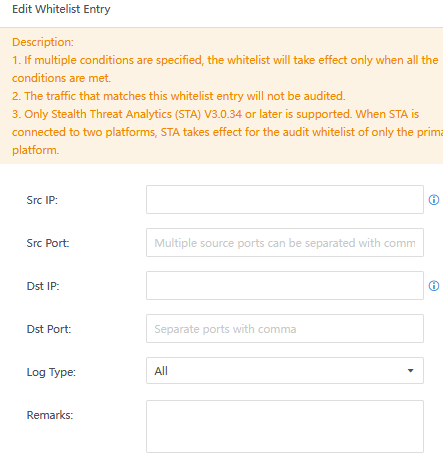 Edit Whitelist Entry
Description:
1. If multiple conditions are specified, the whitelist will take effect only when all the
conditions are met.
2. The traffic that matches this whitelist entry will not be audited.
3. Only Stealth Threat Analytics (STA) V3.0.34 or later is supported. When STA is
connected to two platforms, STA takes effect for the audit whitelist of only the prima
platform.
Src IP:
Src Port: Multiple source ports can be separated with comm
Dst IP:
Dst Port: Separate ports with comma
Log Type: All
Remarks: